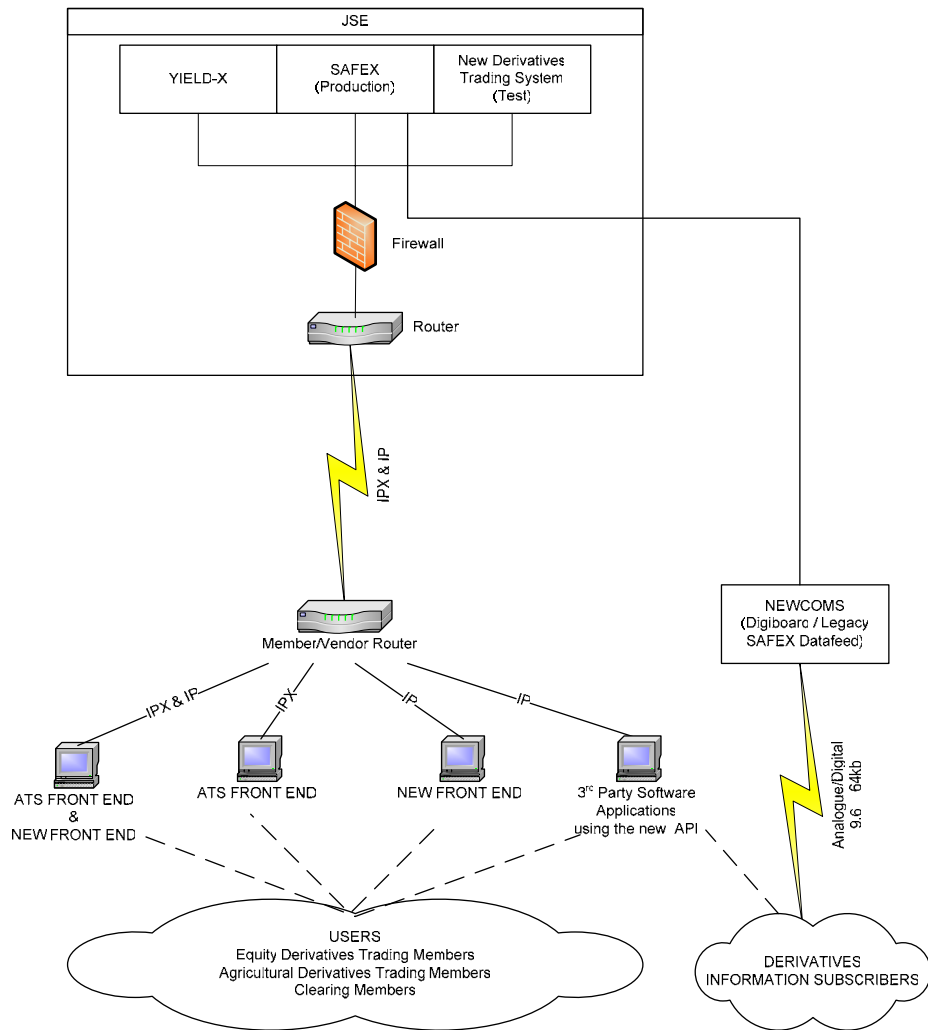 JSE
YIELD-X
SAFEX
(Production)
New Derivatives
Trading System
(Test)
Firewall
Router
IPX & IP
Member/Vendor Router
NEWCOMS
(Digiboard / Legacy
SAFEX Datafeed)
IPX & IP
IPX
IP
IP
ATS FRONT END
&
NEW FRONT END
ATS FRONT END
NEW FRONT END
3rd Party Software
Applications
using the new API
Analogue/Digital
9.6 64kb
USERS
Equity Derivatives Trading Members
Agricultural Derivatives Trading Members
Clearing Members
DERIVATIVES
INFORMATION SUBSCRIBERS